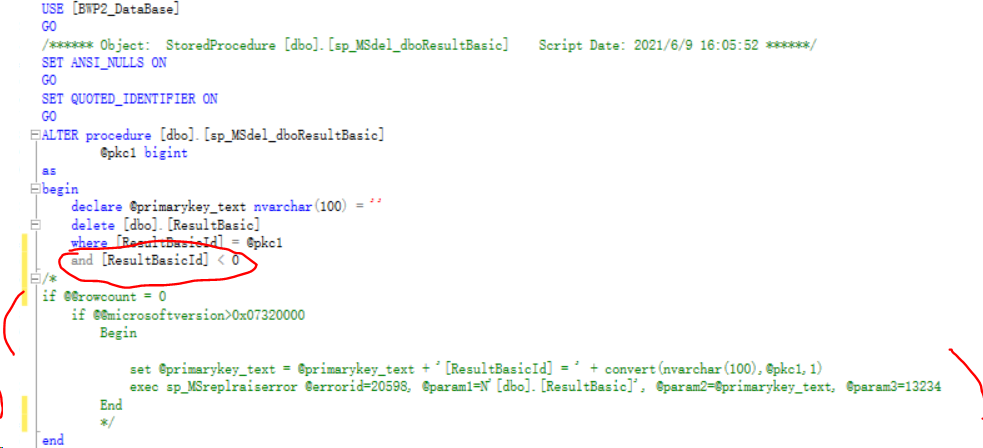 USE [BWP2_DataBase]
GO
/****** Object:  StoredProcedure [dbo].[sp_MSdel_dboResultBasic]    Script Date: 2021/6/9 16:05:52 ******/
SET ANSI_NULLS ON
GO
SET QUOTED_IDENTIFIER ON
GO
ALTER procedure [dbo].[sp_MSdel_dboResultBasic]
        @pkc1 bigint
as
begin
    declare @primarykey_text nvarchar(100) = ''
    delete [dbo].[ResultBasic]
    where [ResultBasicId] = @pkc1
    and [ResultBasicId] < 0
/*
if @@rowcount = 0
    if @@microsoftversion>0x07320000
        Begin
            set @primarykey_text = @primarykey_text + '[ResultBasicId] = ' + convert(nvarchar(100),@pkc1,1)
            exec sp_MSreplraiserror @errorid=20598, @param1=N'[dbo].[ResultBasic]', @param2=@primarykey_text, @param3=13234
        End
        */
end